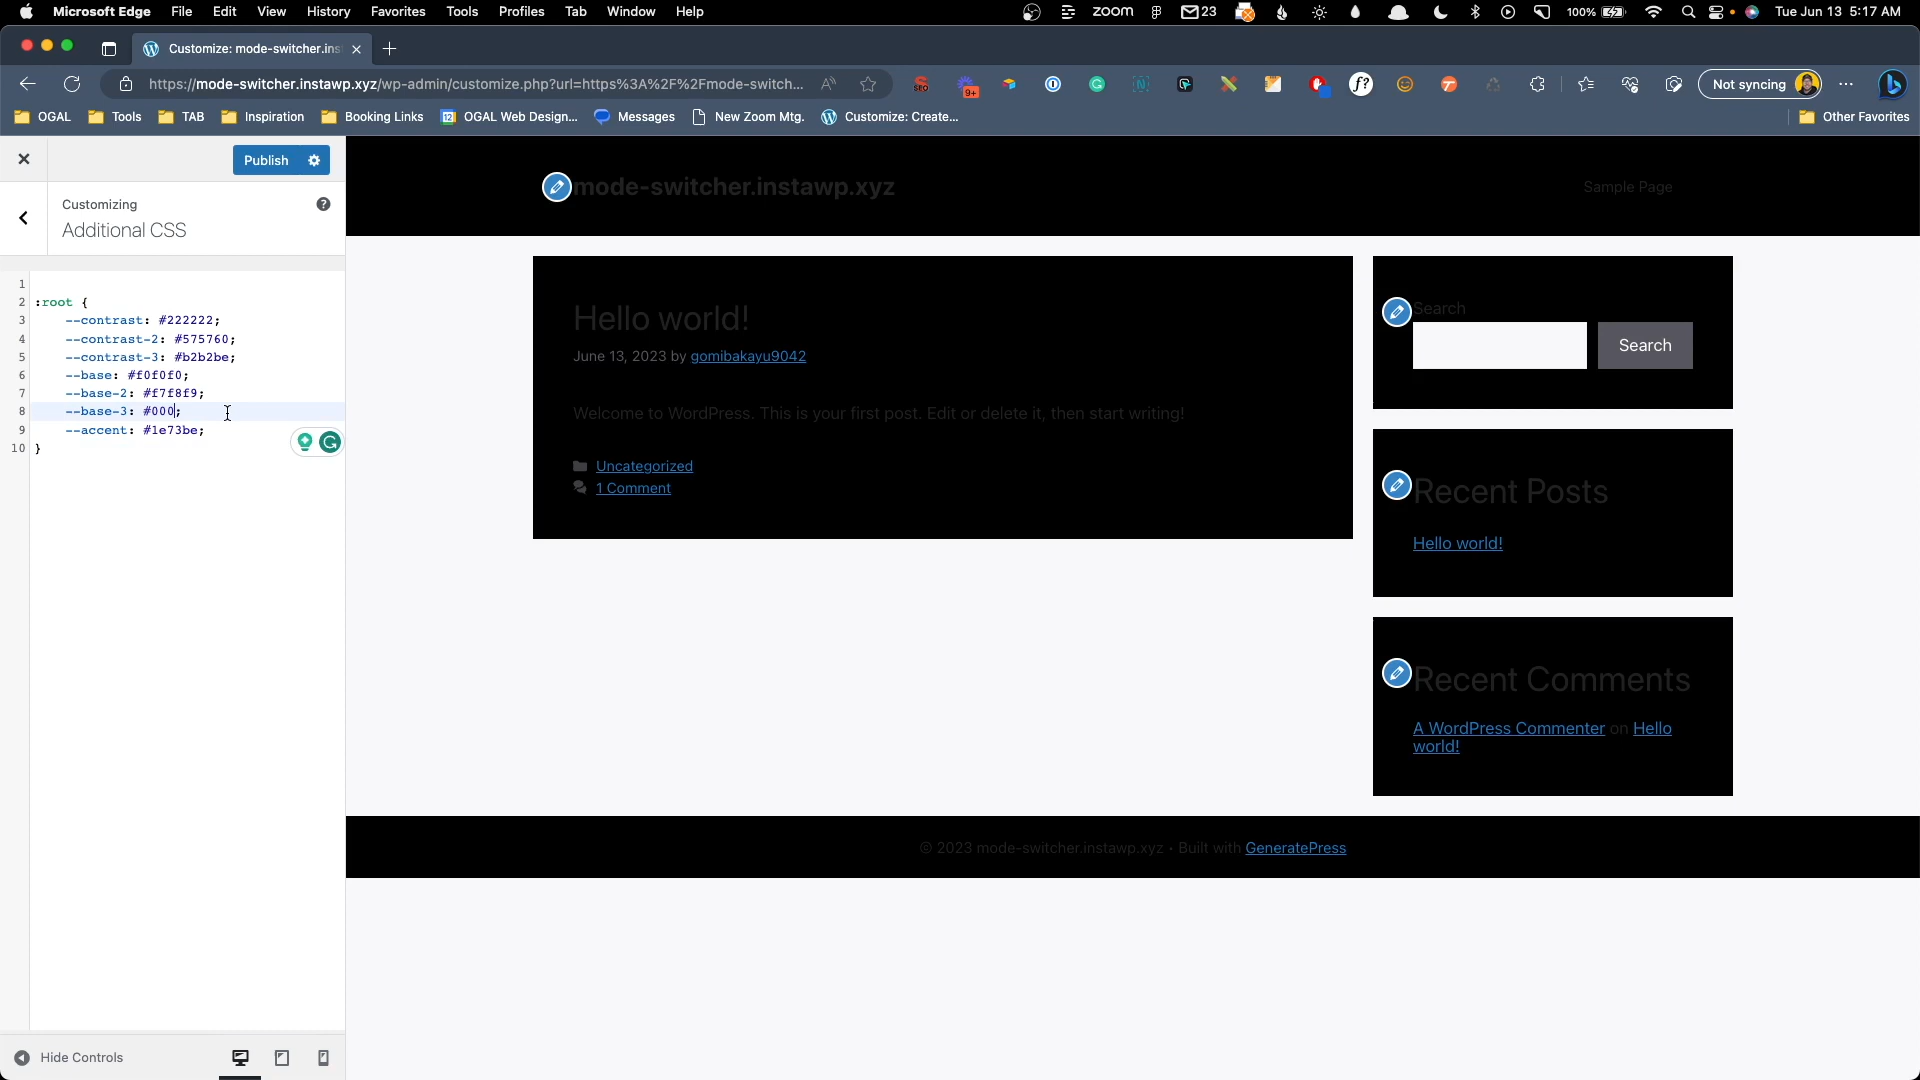 Microsoft Edge File Edit View History Favorites Tools Profiles Tab Window Help zoom 23 100% Tue Jun 13 5:17 AM
Customize: mode-switcher.ins
https://mode-switcher.instawp.xyz/wp-admin/customize.php?url=https%3A%2F%2Fmode-switch... SEO 9+ f? Not syncing
OGAL Tools TAB Inspiration Booking Links 12 OGAL Web Design... Messages New Zoom Mtg. Customize: Create... Other Favorites
Publish
Customizing
Additional CSS
1
2 :root {
3 --contrast: #222222;
4 --contrast-2: #575760;
5 --contrast-3: #b2b2be;
6 --base: #f0f0f0;
7 --base-2: #f7f8f9;
8 --base-3: #000;
9 --accent: #1e73be;
10 }
Hide Controls
mode-switcher.instawp.xyz
Sample Page
Hello world!
June 13, 2023 by gomibakayu9042
Welcome to WordPress. This is your first post. Edit or delete it, then start writing!
Uncategorized
1 Comment
Search
Search
Recent Posts
Hello world!
Recent Comments
A WordPress Commenter on Hello
world!
© 2023 mode-switcher.instawp.xyz • Built with GeneratePress